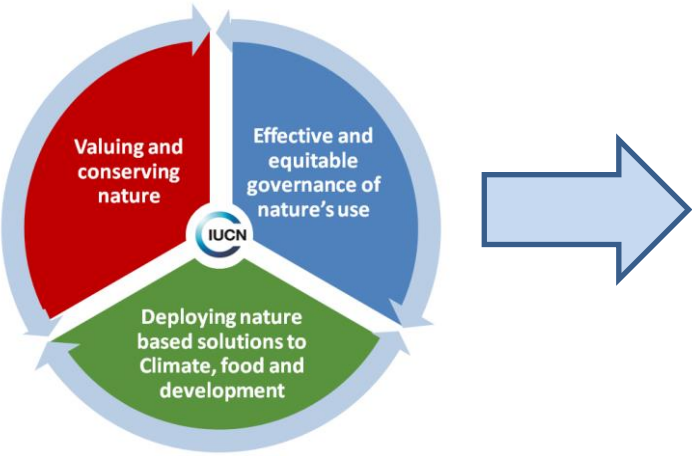 Valuing and
conserving
nature
Effective and
equitable
governance of
nature's use
IUCN
Deploying nature
based solutions to
Climate, food and
development